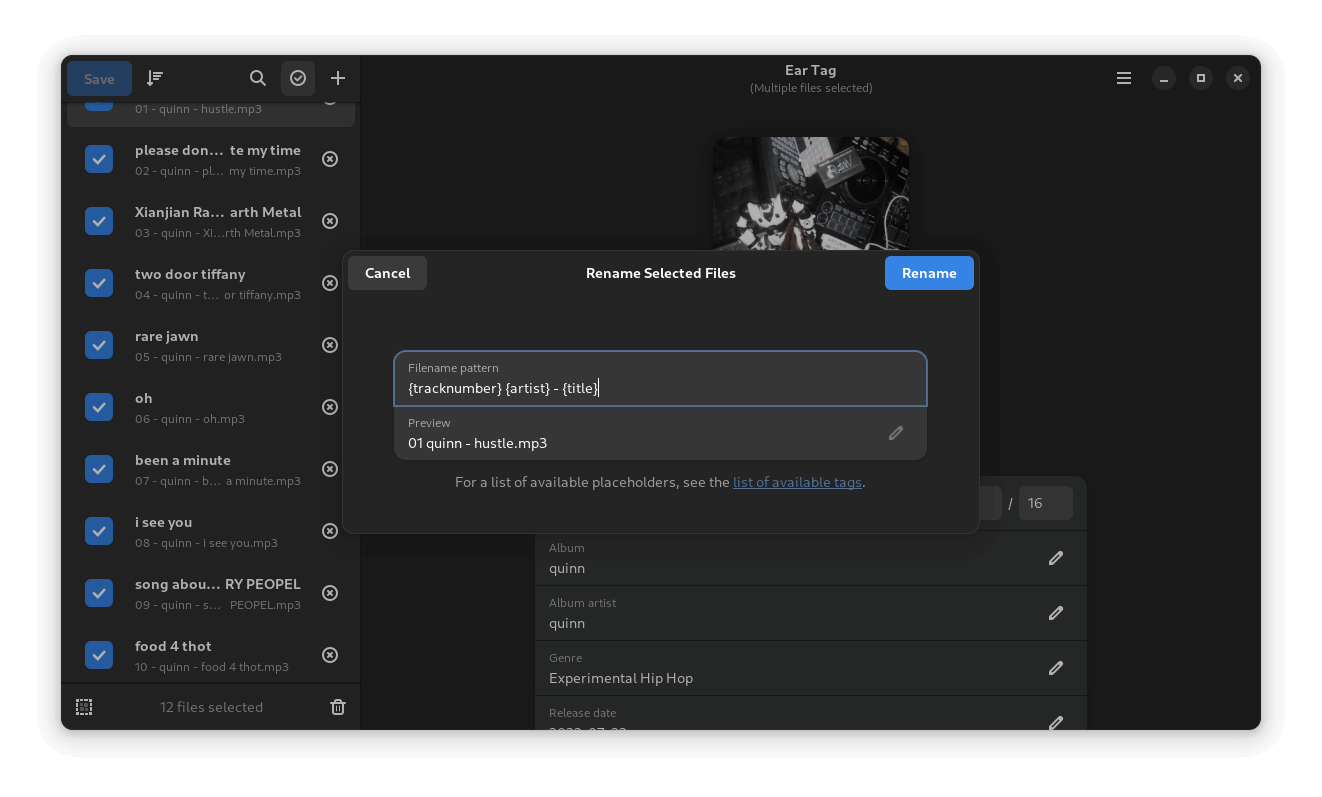 Save
Ear Tag
(Multiple files selected)
01 - quinn - hustle.mp3
please don… te my time
02 - quinn - pl… my time.mp3
Xianjian Ra… arth Metal
03 - quinn - Xi…rth Metal.mp3
two door tiffany
04 - quinn - t… or tiffany.mp3
rare jawn
05 - quinn - rare jawn.mp3
oh
06 - quinn - oh.mp3
been a minute
07 - quinn - b… a minute.mp3
i see you
08 - quinn - i see you.mp3
song abou… RY PEOPEL
09 - quinn - s… PEOPEL.mp3
food 4 thot
10 - quinn - food 4 thot.mp3
12 files selected
Cancel
Rename Selected Files
Rename
Filename pattern
{tracknumber} {artist} - {title}
Preview
01 quinn - hustle.mp3
For a list of available placeholders, see the list of available tags.
/ 16
Album
quinn
Album artist
quinn
Genre
Experimental Hip Hop
Release date